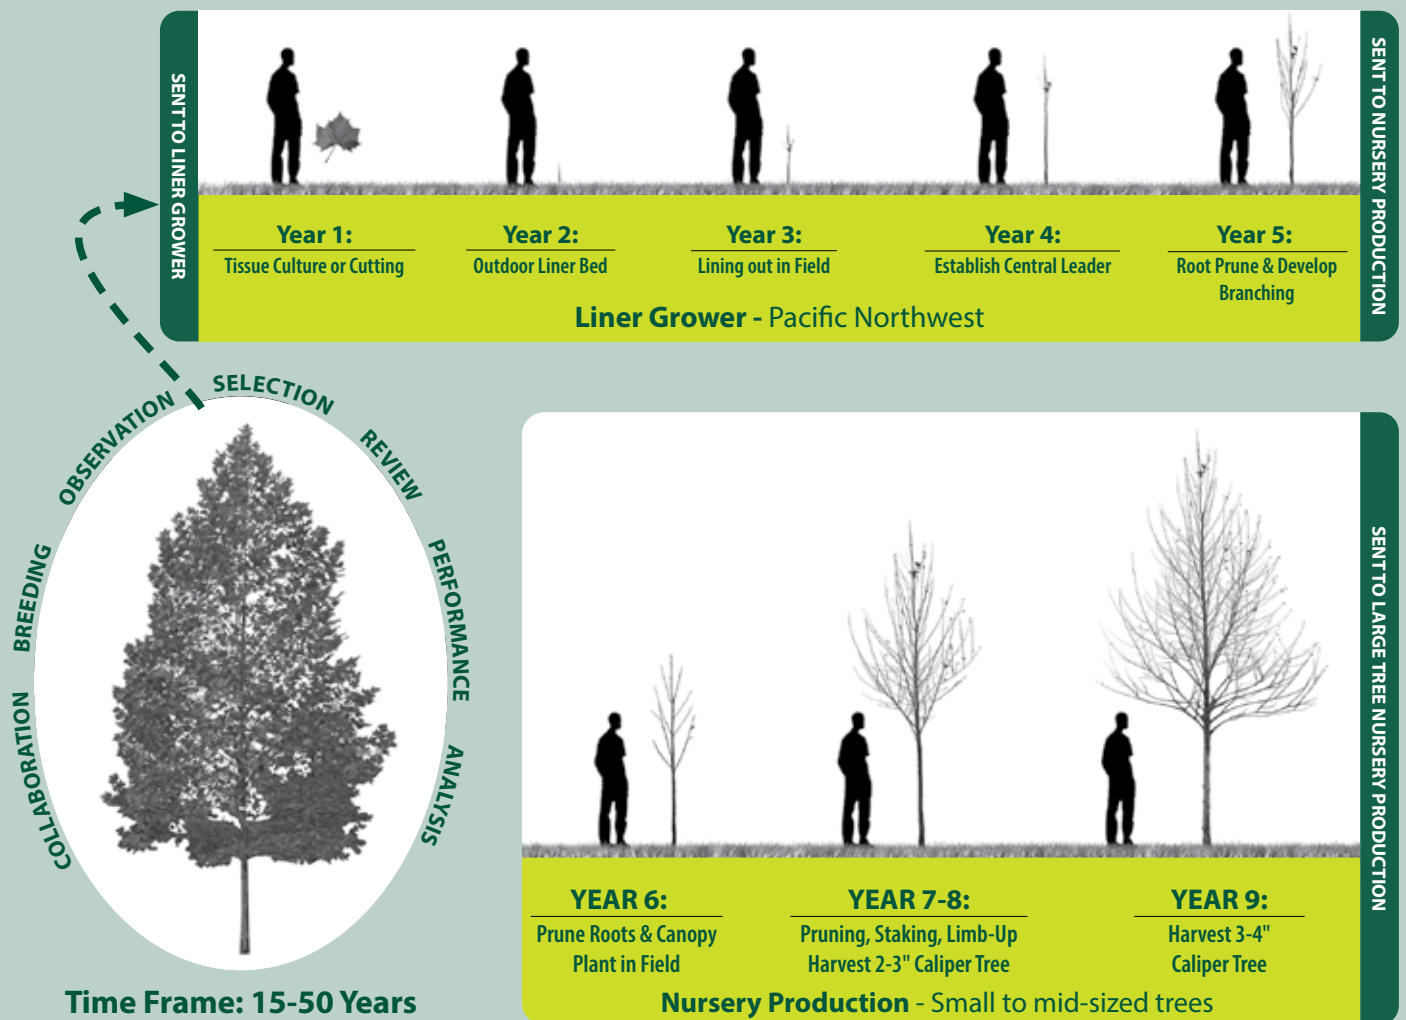 SENT TO LINER GROWER
Year 1:
Tissue Culture or Cutting
Year 2:
Outdoor Liner Bed
Year 3:
Lining out in Field
Year 4:
Establish Central Leader
Year 5:
Root Prune & Develop
Branching
Liner Grower - Pacific Northwest
SENT TO NURSERY PRODUCTION
COLLABORATION BREEDING OBSERVATION SELECTION REVIEW PERFORMANCE ANALYSIS
Time Frame: 15-50 Years
YEAR 6:
Prune Roots & Canopy
Plant in Field
YEAR 7-8:
Pruning, Staking, Limb-Up
Harvest 2-3" Caliper Tree
YEAR 9:
Harvest 3-4"
Caliper Tree
Nursery Production - Small to mid-sized trees
SENT TO LARGE TREE NURSERY PRODUCTION